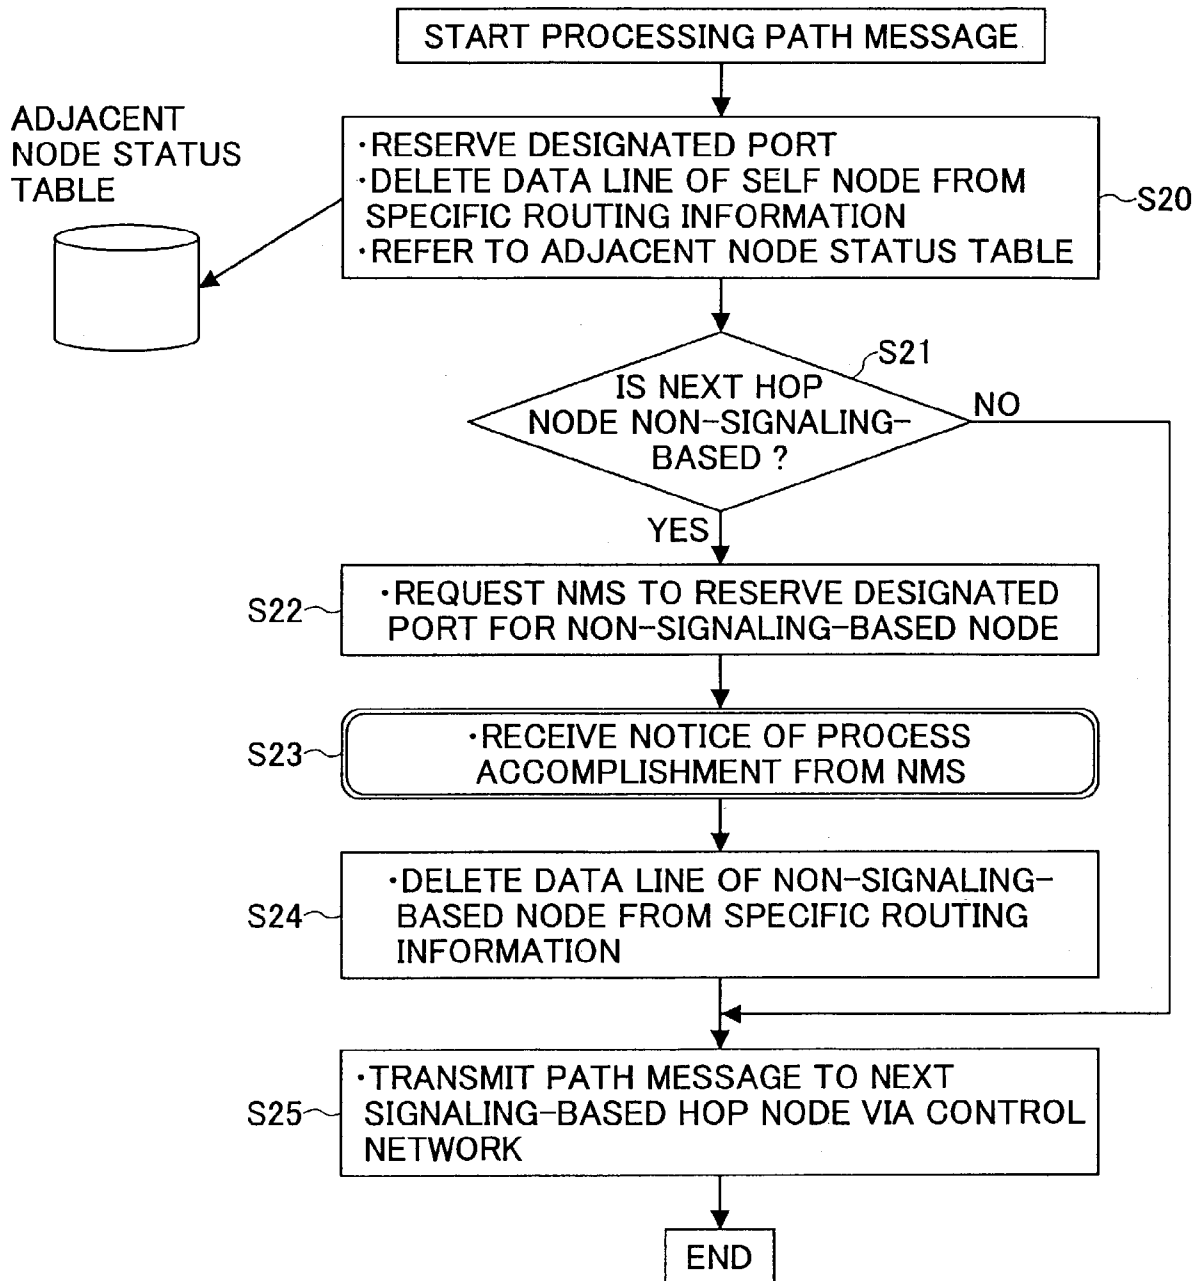 START PROCESSING PATH MESSAGE
ADJACENT
NODE STATUS
TABLE
・RESERVE DESIGNATED PORT
・DELETE DATA LINE OF SELF NODE FROM
SPECIFIC ROUTING INFORMATION
・REFER TO ADJACENT NODE STATUS TABLE
S20
S21
IS NEXT HOP
NODE NON-SIGNALING-
BASED ?
NO
YES
S22
・REQUEST NMS TO RESERVE DESIGNATED
PORT FOR NON-SIGNALING-BASED NODE
S23
・RECEIVE NOTICE OF PROCESS
ACCOMPLISHMENT FROM NMS
S24
・DELETE DATA LINE OF NON-SIGNALING-
BASED NODE FROM SPECIFIC ROUTING
INFORMATION
S25
・TRANSMIT PATH MESSAGE TO NEXT
SIGNALING-BASED HOP NODE VIA CONTROL
NETWORK
END